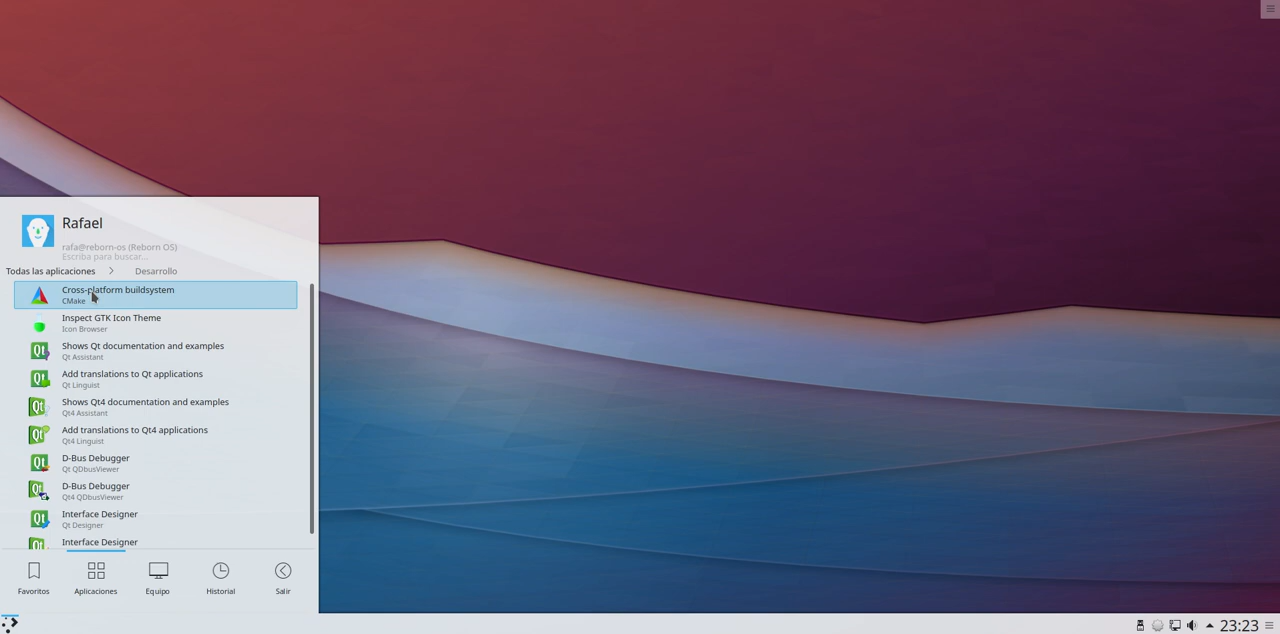 Rafael
rafa@reborn-os (Reborn OS)
Escriba para buscar...
Todas las aplicaciones
Desarrollo
Cross-platform buildsystem
CMake
Inspect GTK Icon Theme
Icon Browser
Shows Qt documentation and examples
Qt Assistant
Add translations to Qt applications
Qt Linguist
Shows Qt4 documentation and examples
Qt4 Assistant
Add translations to Qt4 applications
Qt4 Linguist
D-Bus Debugger
Qt QDbusViewer
D-Bus Debugger
Qt4 QDbusViewer
Interface Designer
Qt Designer
Interface Designer
Favoritos Aplicaciones Equipo Historial Salir
23:23